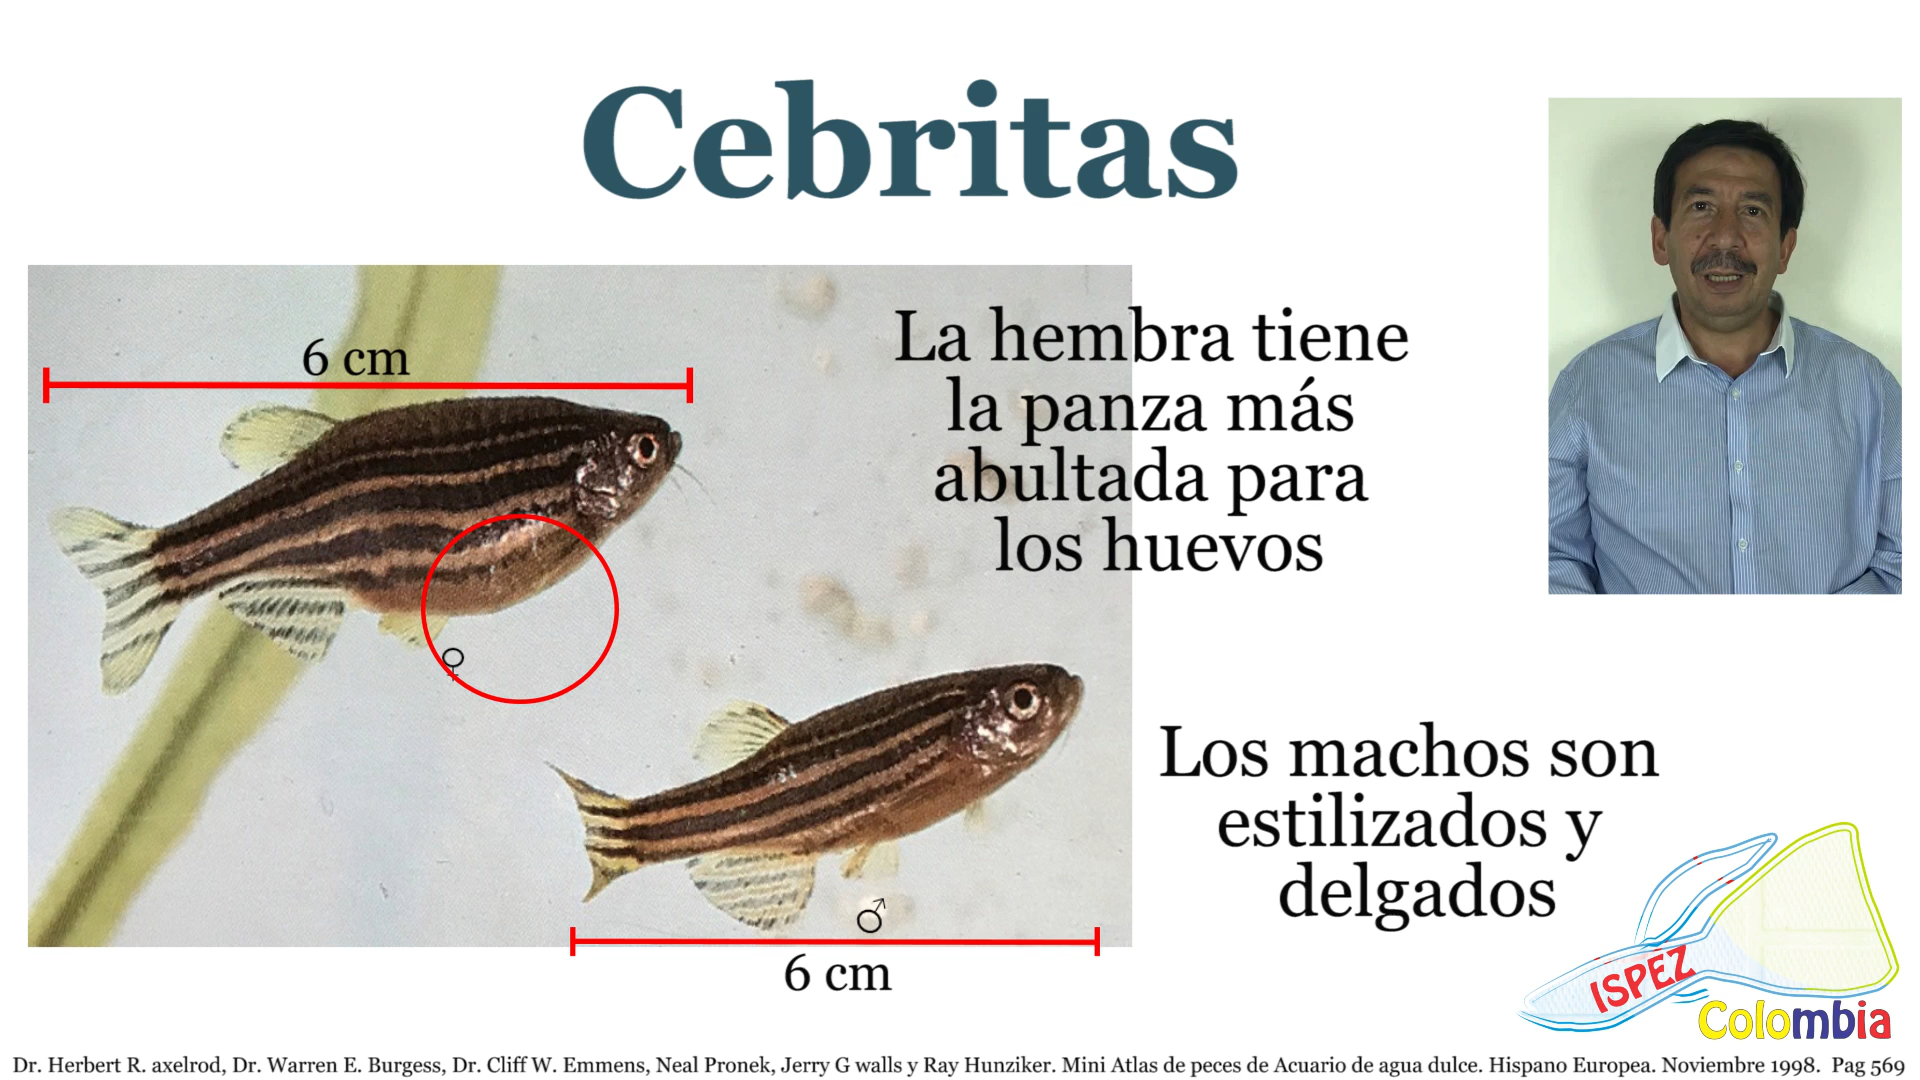 Cebritas
6 cm
La hembra tiene
la panza más
abultada para
los huevos
♀
Los machos son
estilizados y
delgados
♂
6 cm
ISPEZ
Colombia
Dr. Herbert R. axelrod, Dr. Warren E. Burgess, Dr. Cliff W. Emmens, Neal Pronek, Jerry G walls y Ray Hunziker. Mini Atlas de peces de Acuario de agua dulce. Hispano Europea. Noviembre 1998. Pag 569